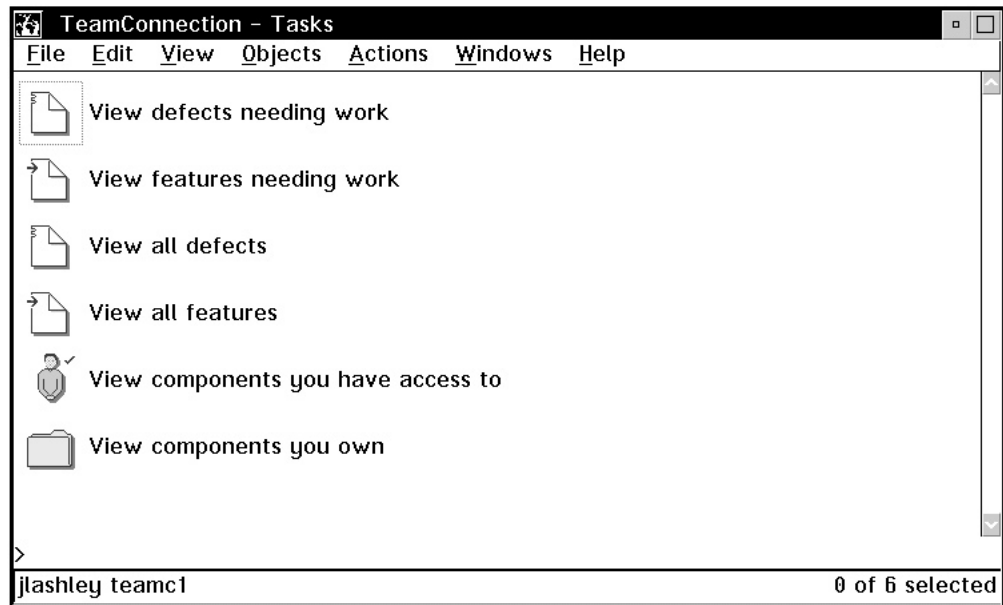 TeamConnection - Tasks
File Edit View Objects Actions Windows Help
View defects needing work
View features needing work
View all defects
View all features
View components you have access to
View components you own
>
jlashley teamc1 0 of 6 selected